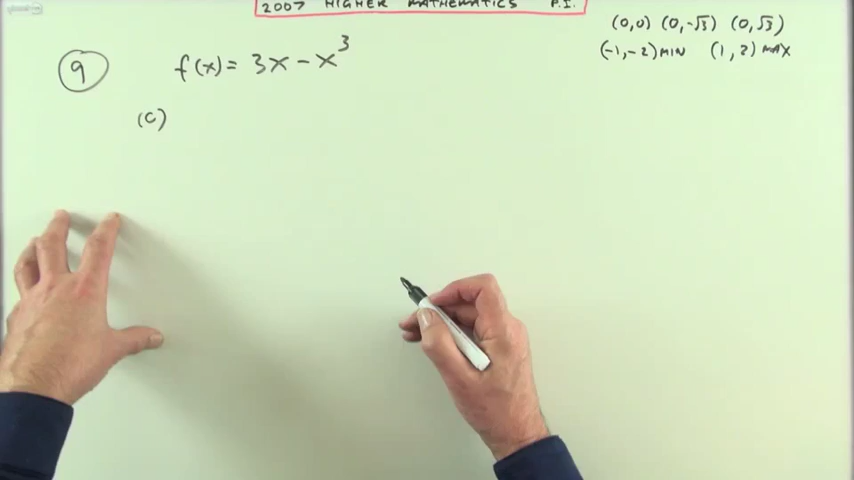 2007 HIGHER MATHEMATICS P.I.
(0,0) (0,-√3) (0,√3)
(-1,-2) MIN (1,2) MAX
9 f(x) = 3x - x³
(c)